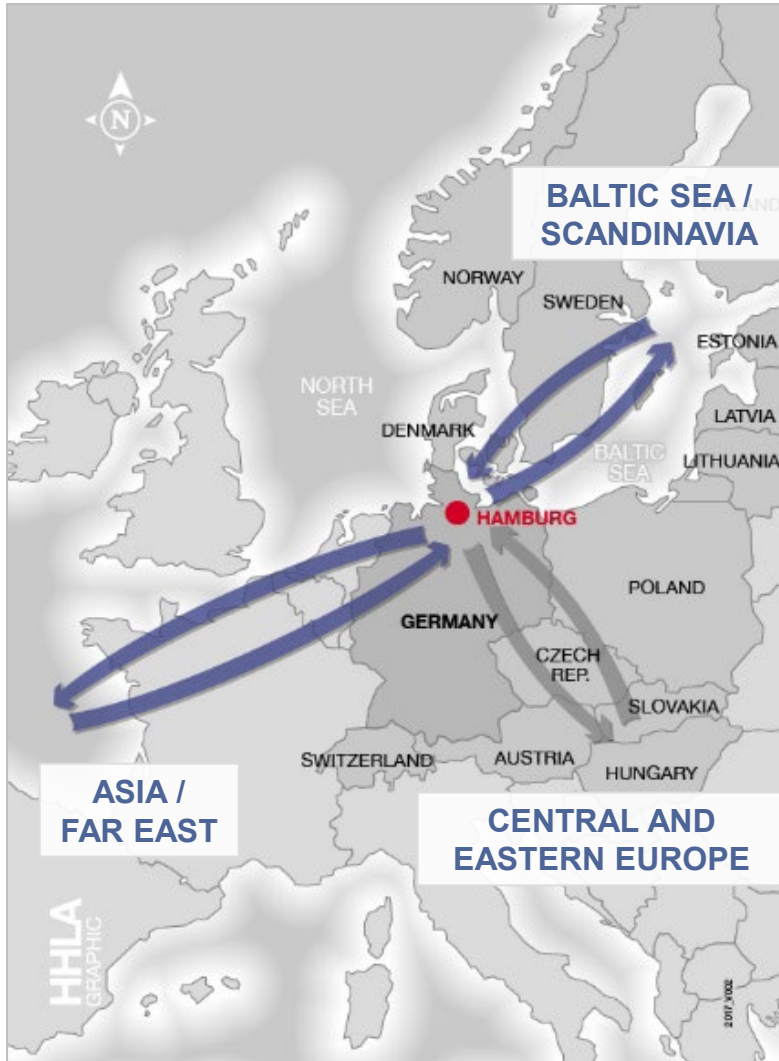 N
BALTIC SEA /
SCANDINAVIA
NORWAY
SWEDEN
ESTONIA
NORTH
SEA
LATVIA
DENMARK
BALTIC
SEA
LITHUANIA
HAMBURG
POLAND
GERMANY
CZECH
REP.
SLOVAKIA
SWITZERLAND
AUSTRIA
HUNGARY
ASIA /
FAR EAST
CENTRAL AND
EASTERN EUROPE
HHLA
GRAPHIC
2017_V002